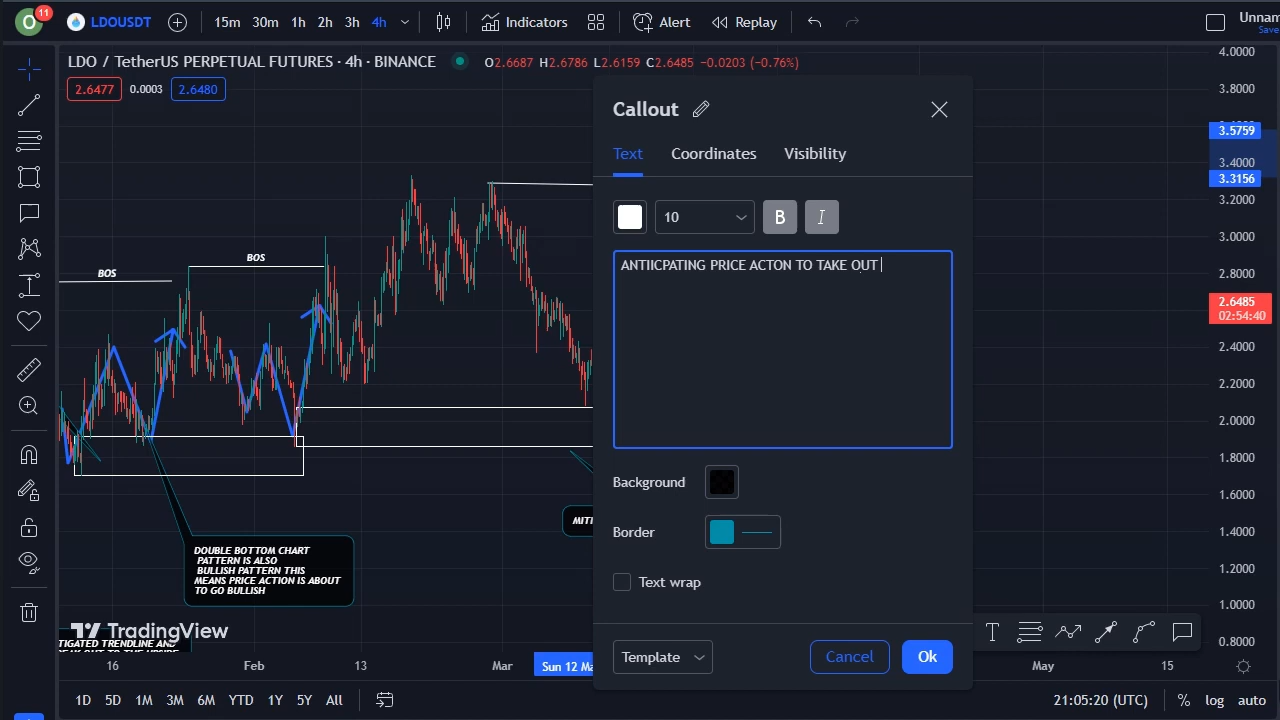 O 11 LDOUSDT 15m 30m 1h 2h 3h 4h Indicators Alert Replay Unnam
Save
LDO / TetherUS PERPETUAL FUTURES · 4h · BINANCE O2.6687 H2.6786 L2.6159 C2.6485 −0.0203 (−0.76%)
2.6477 0.0003 2.6480
Callout
Text Coordinates Visibility
10 B I
ANTIICPATING PRICE ACTON TO TAKE OUT
Background
Border
Text wrap
Template Cancel Ok
BOS
BOS
DOUBLE BOTTOM CHART
PATTERN IS ALSO
BULLISH PATTERN THIS
MEANS PRICE ACTION IS ABOUT
TO GO BULLISH
MITI
TradingView
TIGATED TRENDLINE AND
4.0000
3.8000
3.5759
3.4000
3.3156
3.2000
3.0000
2.8000
2.6485
02:54:40
2.4000
2.2000
2.0000
1.8000
1.6000
1.4000
1.2000
1.0000
0.8000
16 Feb 13 Mar Sun 12 Ma May 15
1D 5D 1M 3M 6M YTD 1Y 5Y All 21:05:20 (UTC) % log auto